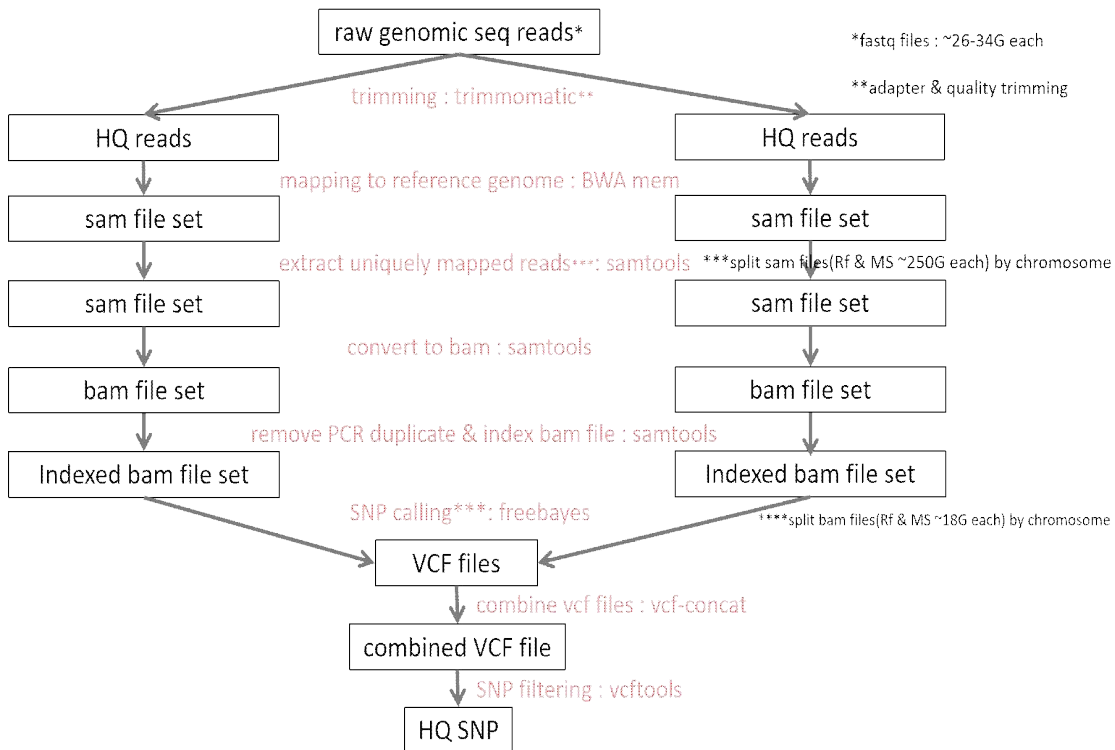 raw genomic seq reads*
*fastq files : ~26-34G each
**adapter & quality trimming
trimming : trimmomatic**
HQ reads
HQ reads
mapping to reference genome : BWA mem
sam file set
sam file set
extract uniquely mapped reads***: samtools
***split sam files(Rf & MS ~250G each) by chromosome
sam file set
sam file set
convert to bam : samtools
bam file set
bam file set
remove PCR duplicate & index bam file : samtools
Indexed bam file set
Indexed bam file set
SNP calling***: freebayes
****split bam files(Rf & MS ~18G each) by chromosome
VCF files
combine vcf files : vcf-concat
combined VCF file
SNP filtering : vcftools
HQ SNP